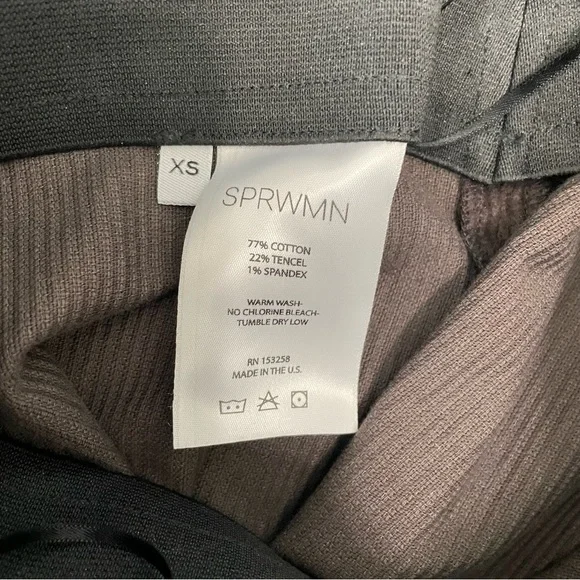 XS
SPRWMN
77% COTTON
22% TENCEL
1% SPANDEX
WARM WASH-
NO CHLORINE BLEACH-
TUMBLE DRY LOW
RN 153258
MADE IN THE U.S.